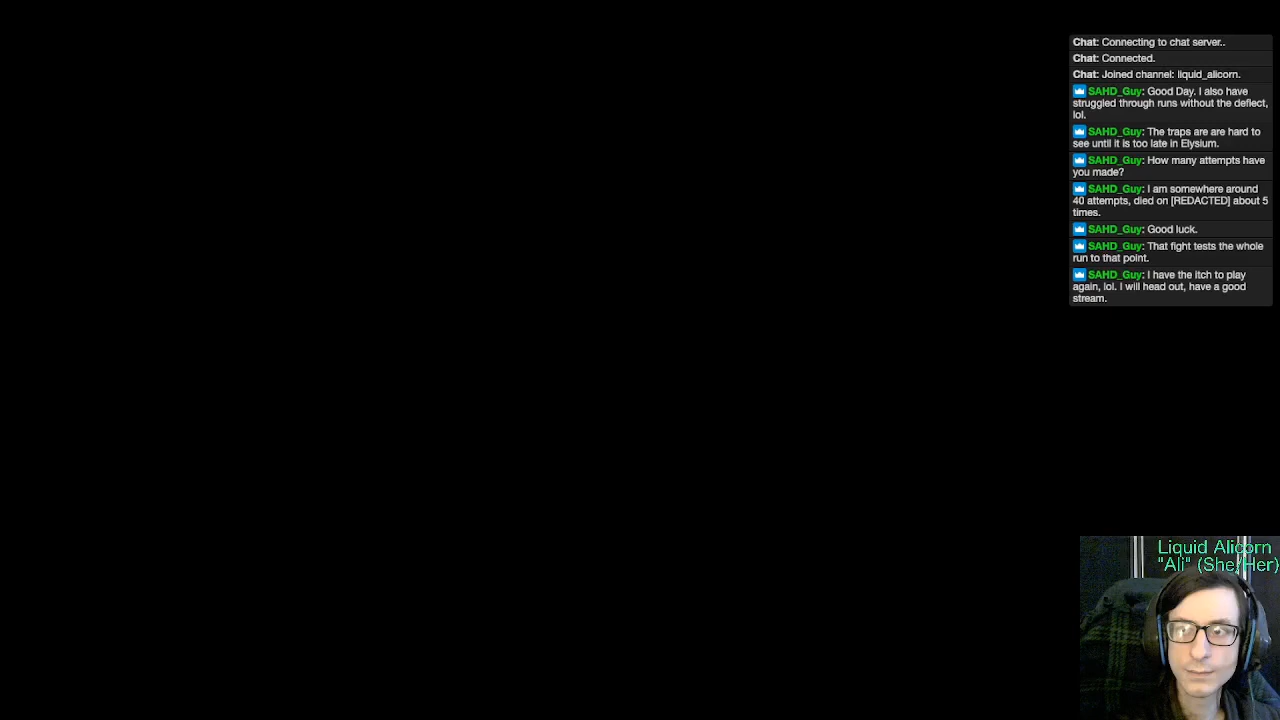 Chat: Connecting to chat server..
Chat: Connected.
Chat: Joined channel: liquid_alicorn.
SAHD_Guy: Good Day. I also have
struggled through runs without the deflect,
lol.
SAHD_Guy: The traps are are hard to
see until it is too late in Elysium.
SAHD_Guy: How many attempts have
you made?
SAHD_Guy: I am somewhere around
40 attempts, died on [REDACTED] about 5
times.
SAHD_Guy: Good luck.
SAHD_Guy: That fight tests the whole
run to that point.
SAHD_Guy: I have the itch to play
again, lol. I will head out, have a good
stream.
Liquid Alicorn
"Ali" (She/Her)